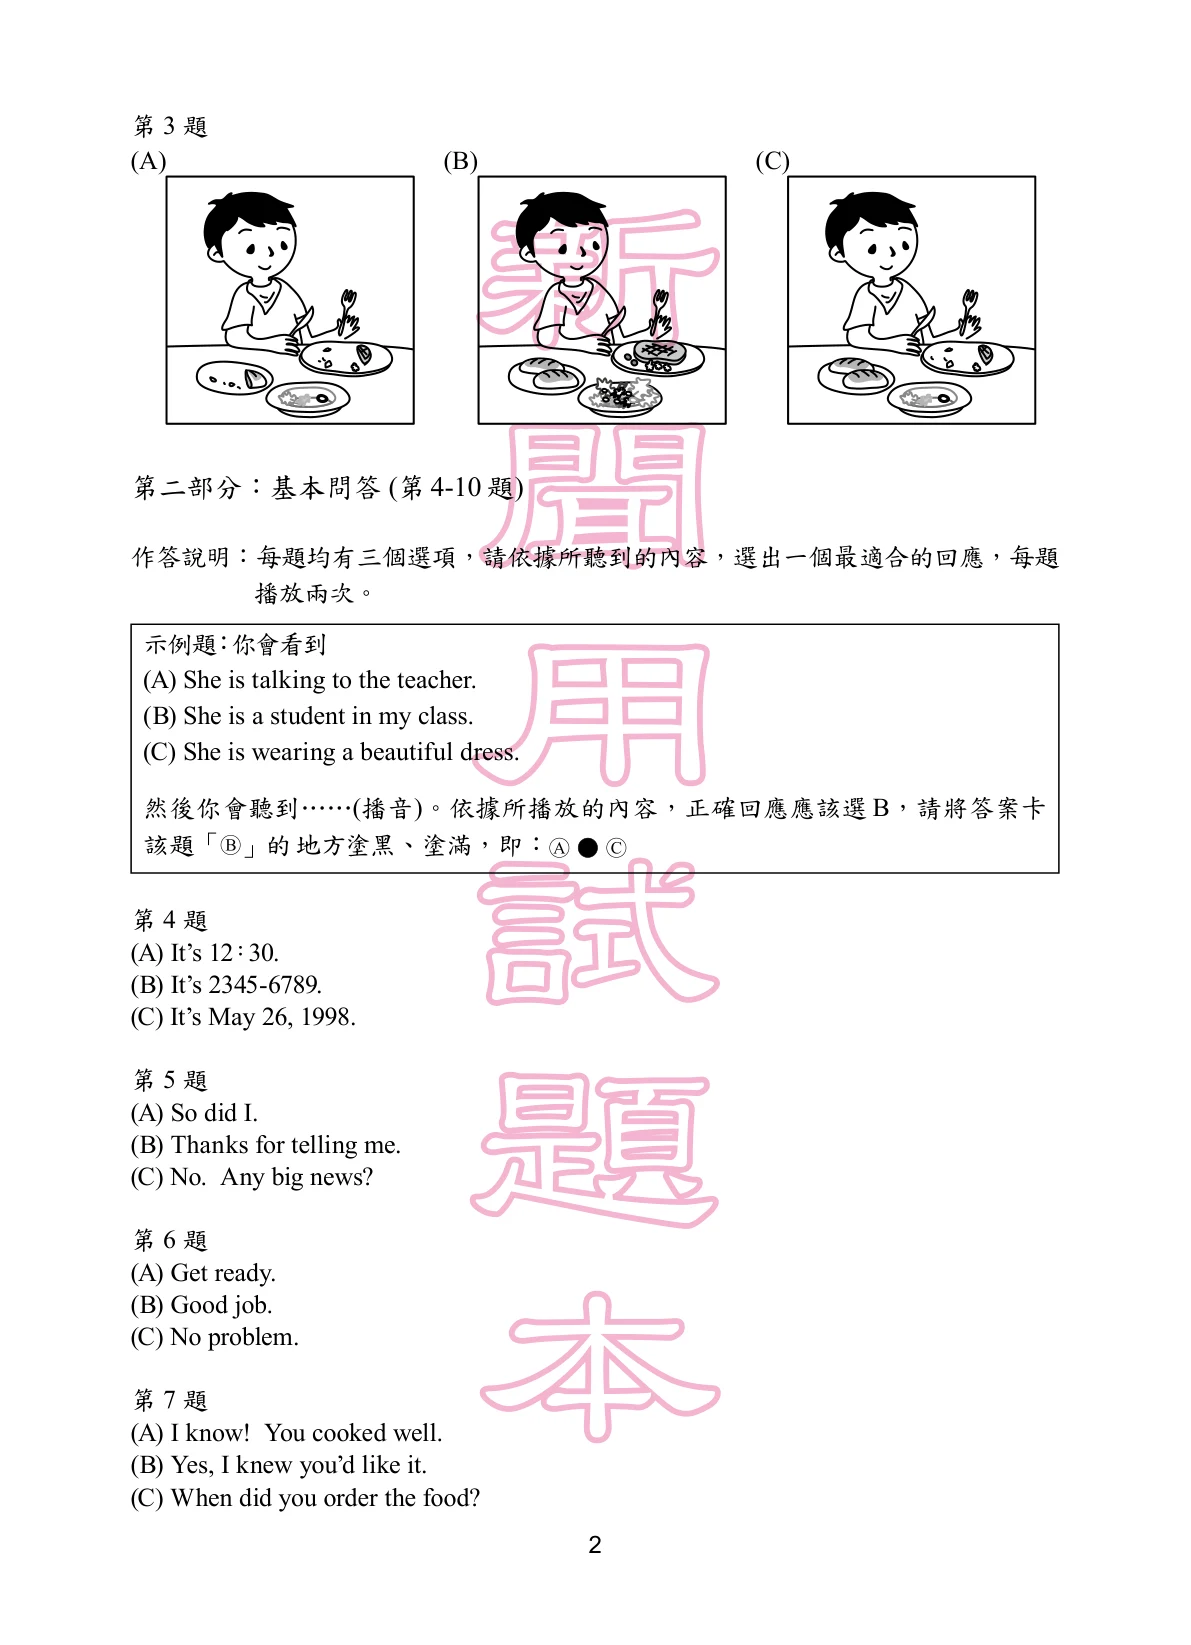 第 3 題
(A) (B) (C)
第二部分：基本問答 (第 4-10 題)
作答說明：每題均有三個選項，請依據所聽到的內容，選出一個最適合的回應，每題
播放兩次。
示例題：你會看到
(A) She is talking to the teacher.
(B) She is a student in my class.
(C) She is wearing a beautiful dress.
然後你會聽到……(播音)。依據所播放的內容，正確回應應該選 B，請將答案卡
該題「Ⓑ」的地方塗黑、塗滿，即：Ⓐ ● Ⓒ
第 4 題
(A) It’s 12：30.
(B) It’s 2345-6789.
(C) It’s May 26, 1998.
第 5 題
(A) So did I.
(B) Thanks for telling me.
(C) No.  Any big news?
第 6 題
(A) Get ready.
(B) Good job.
(C) No problem.
第 7 題
(A) I know!  You cooked well.
(B) Yes, I knew you’d like it.
(C) When did you order the food?
2
新聞用試題本